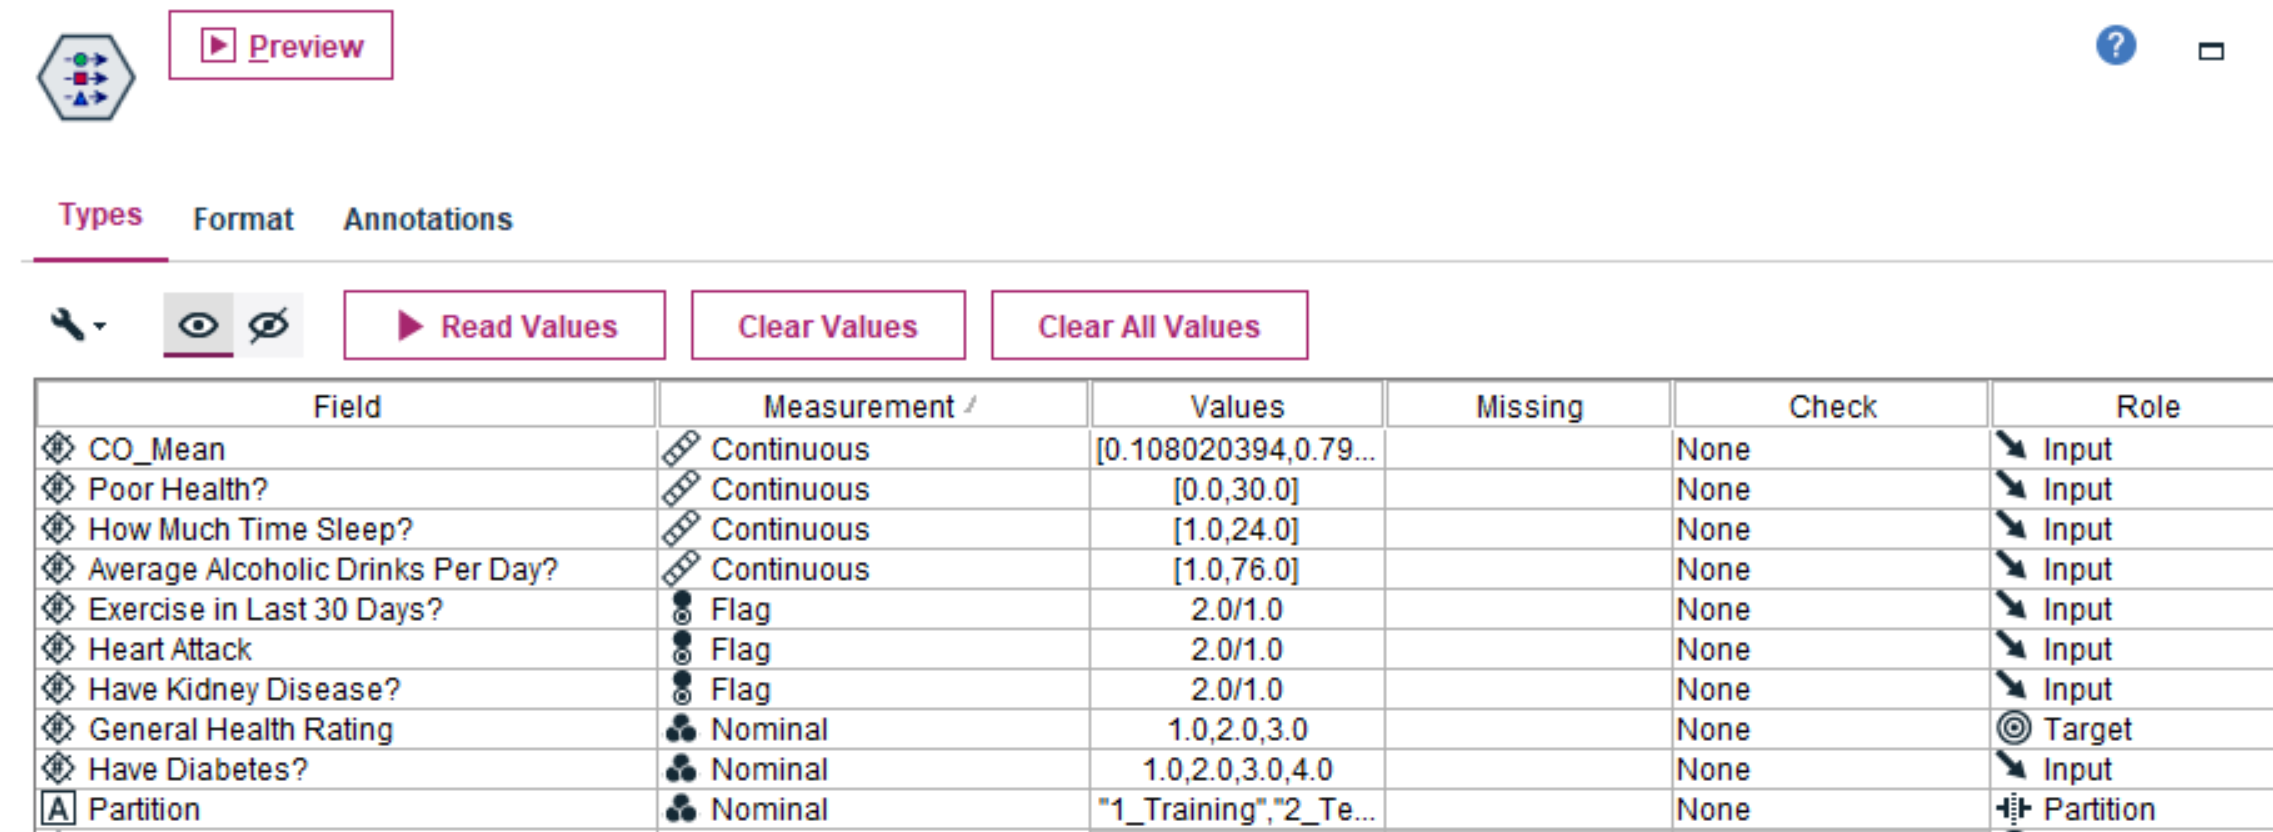 Preview
?
Types Format Annotations
Read Values Clear Values Clear All Values
Field Measurement Values Missing Check Role
CO_Mean Continuous [0.108020394,0.79... None Input
Poor Health? Continuous [0.0,30.0] None Input
How Much Time Sleep? Continuous [1.0,24.0] None Input
Average Alcoholic Drinks Per Day? Continuous [1.0,76.0] None Input
Exercise in Last 30 Days? Flag 2.0/1.0 None Input
Heart Attack Flag 2.0/1.0 None Input
Have Kidney Disease? Flag 2.0/1.0 None Input
General Health Rating Nominal 1.0,2.0,3.0 None Target
Have Diabetes? Nominal 1.0,2.0,3.0,4.0 None Input
A Partition Nominal "1_Training","2_Te... None Partition